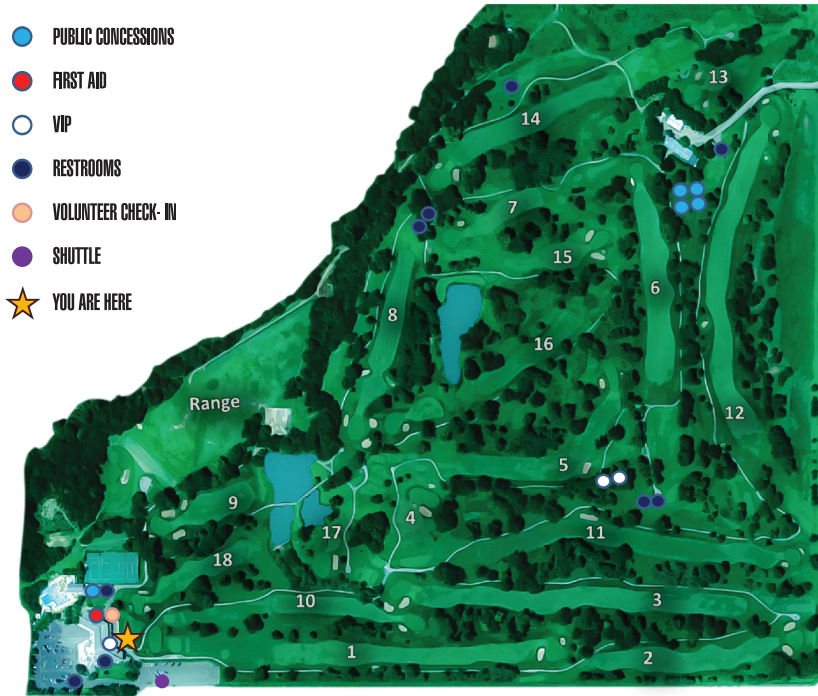 PUBLIC CONCESSIONS
FIRST AID
VIP
RESTROOMS
VOLUNTEER CHECK- IN
SHUTTLE
YOU ARE HERE
13
14
7
15
6
8
16
Range
12
5
9
4
17
11
18
10
3
1
2